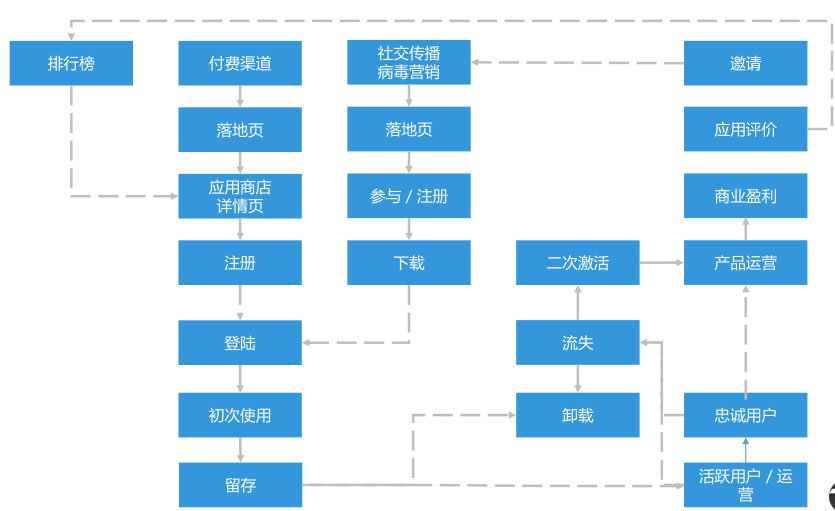 排行榜
付费渠道
社交传播
病毒营销
邀请
落地页
落地页
应用评价
应用商店
详情页
参与 / 注册
商业盈利
注册
下载
二次激活
产品运营
登陆
流失
初次使用
卸载
忠诚用户
留存
活跃用户 / 运
营